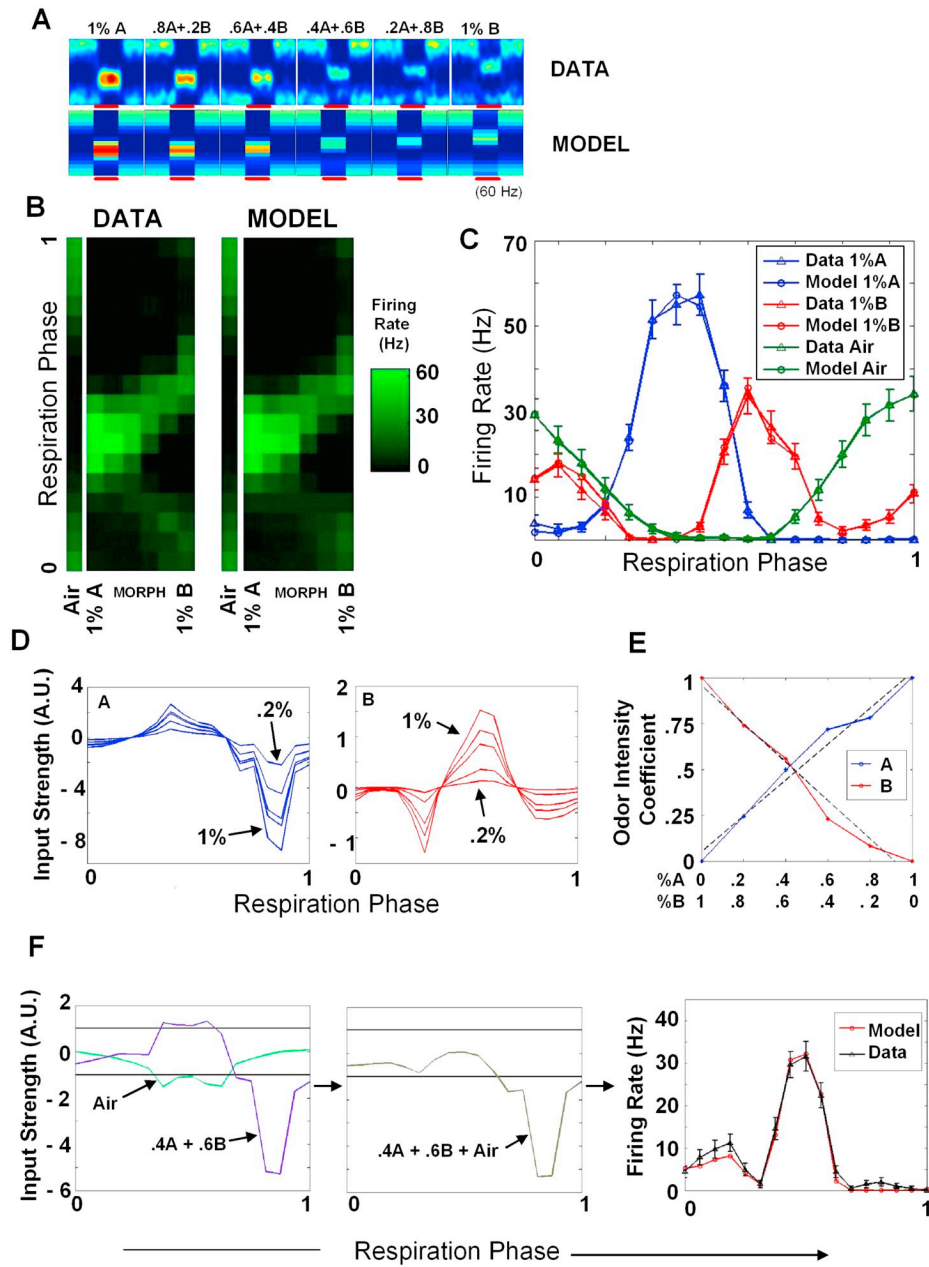 A
1% A .8A+.2B .6A+.4B .4A+.6B .2A+.8B 1% B
DATA
MODEL
(60 Hz)
B
DATA MODEL
1
Respiration Phase
0
Air
1% A
MORPH
1% B
Air
1% A
MORPH
1% B
Firing
Rate
(Hz)
60
30
0
C
70
50
30
10
Firing Rate (Hz)
0 Respiration Phase 1
Data 1%A
Model 1%A
Data 1%B
Model 1%B
Data Air
Model Air
D
A
4
0
- 4
- 8
Input Strength (A.U.)
.2%
1%
0 1
B
2
1
0
- 1
1%
.2%
0 1
Respiration Phase
E
1
.75
.5
.25
0
Odor Intensity
Coefficient
A
B
%A 0 .2 .4 .6 .8 1
%B 1 .8 .6 .4 .2 0
F
2
0
- 2
- 4
- 6
Input Strength (A.U.)
Air
.4A + .6B
0 1
.4A + .6B + Air
0 1
40
30
20
10
0
Firing Rate (Hz)
Model
Data
0 1
Respiration Phase